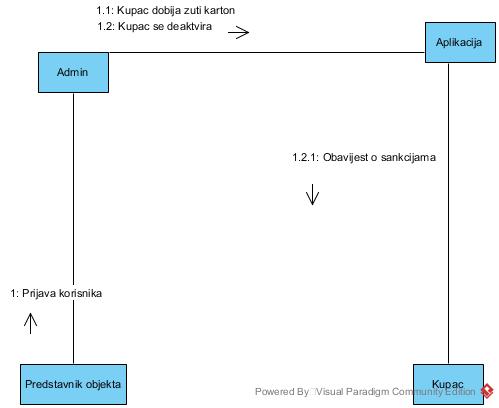 1.1: Kupac dobija zuti karton
1.2: Kupac se deaktvira
Aplikacija
Admin
1.2.1: Obavijest o sankcijama
1: Prijava korisnika
Predstavnik objekta
Kupac
Powered By Visual Paradigm Community Edition